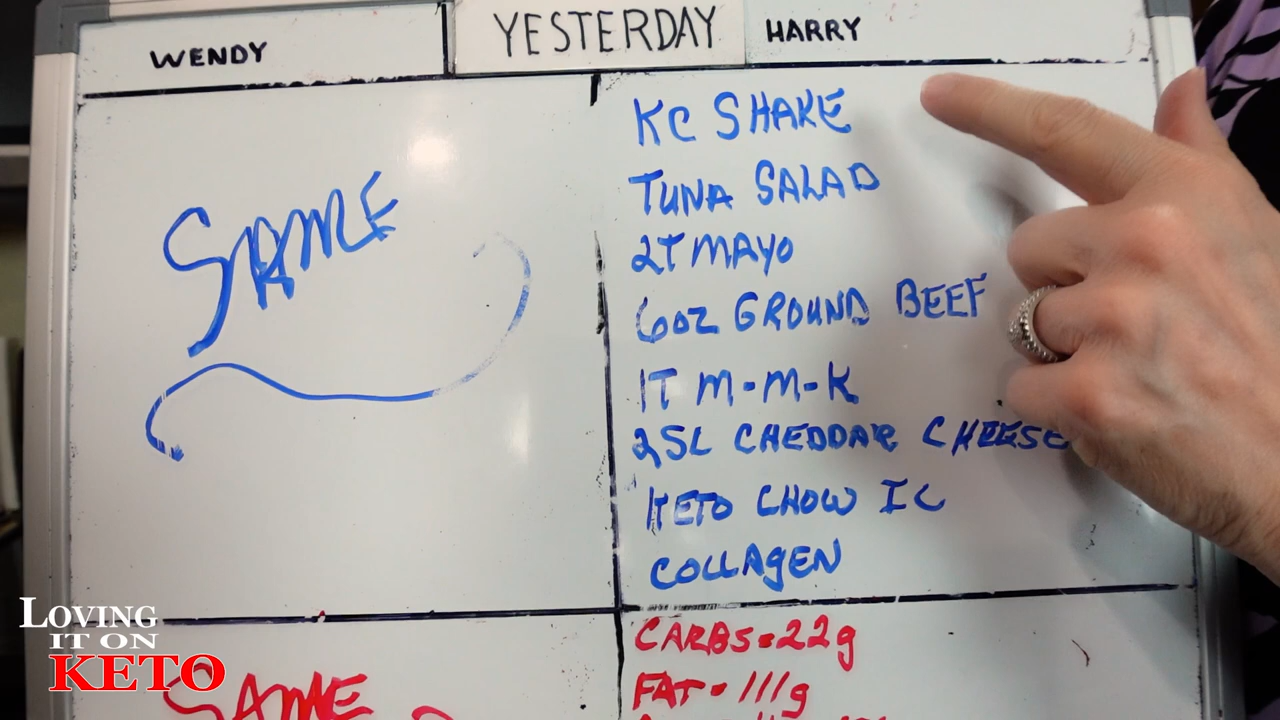 WENDY
YESTERDAY
HARRY
SAME
KC SHAKE
TUNA SALAD
2T MAYO
6OZ GROUND BEEF
1T M-M-K
2SL CHEDDAR CHEESE
KETO CHOW IC
COLLAGEN
SAME
CARBS=22g
FAT-111g
LOVING
IT ON
KETO